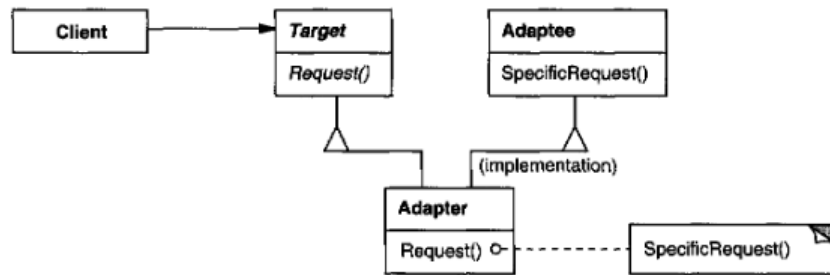 Client
Target
Request()
Adaptee
SpecificRequest()
(implementation)
Adapter
Request()
SpecificRequest()